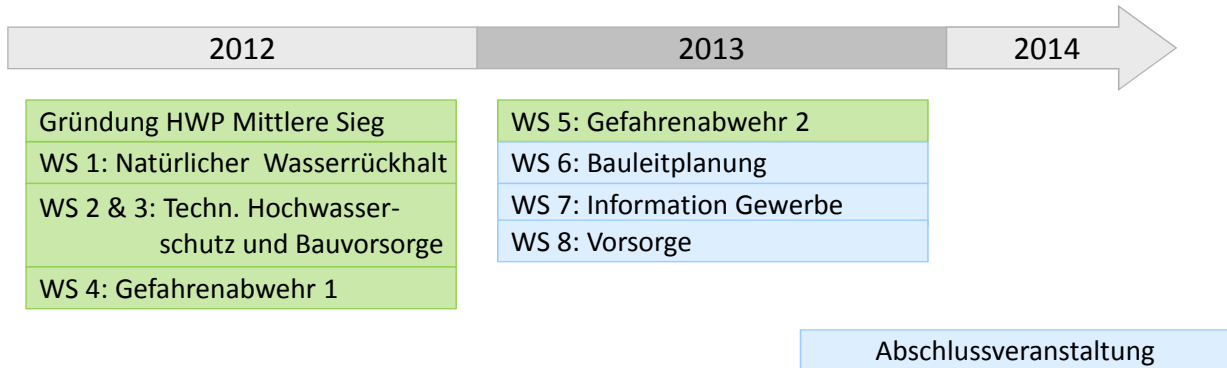 2012
2013
2014
Gründung HWP Mittlere Sieg
WS 1: Natürlicher Wasserrückhalt
WS 2 & 3: Techn. Hochwasser-
schutz und Bauvorsorge
WS 4: Gefahrenabwehr 1
WS 5: Gefahrenabwehr 2
WS 6: Bauleitplanung
WS 7: Information Gewerbe
WS 8: Vorsorge
Abschlussveranstaltung